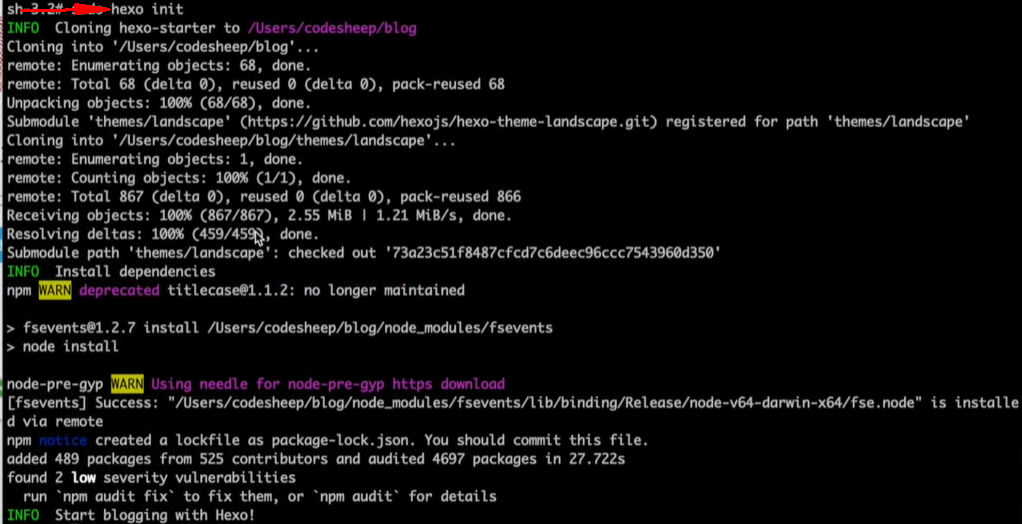 sh-3.2# sudo hexo init
INFO  Cloning hexo-starter to /Users/codesheep/blog
Cloning into '/Users/codesheep/blog'...
remote: Enumerating objects: 68, done.
remote: Total 68 (delta 0), reused 0 (delta 0), pack-reused 68
Unpacking objects: 100% (68/68), done.
Submodule 'themes/landscape' (https://github.com/hexojs/hexo-theme-landscape.git) registered for path 'themes/landscape'
Cloning into '/Users/codesheep/blog/themes/landscape'...
remote: Enumerating objects: 1, done.
remote: Counting objects: 100% (1/1), done.
remote: Total 867 (delta 0), reused 0 (delta 0), pack-reused 866
Receiving objects: 100% (867/867), 2.55 MiB | 1.21 MiB/s, done.
Resolving deltas: 100% (459/459), done.
Submodule path 'themes/landscape': checked out '73a23c51f8487cfcd7c6deec96ccc7543960d350'
INFO  Install dependencies
npm WARN deprecated titlecase@1.1.2: no longer maintained
> fsevents@1.2.7 install /Users/codesheep/blog/node_modules/fsevents
> node install
node-pre-gyp WARN Using needle for node-pre-gyp https download
[fsevents] Success: "/Users/codesheep/blog/node_modules/fsevents/lib/binding/Release/node-v64-darwin-x64/fse.node" is installe
d via remote
npm notice created a lockfile as package-lock.json. You should commit this file.
added 489 packages from 525 contributors and audited 4697 packages in 27.722s
found 2 low severity vulnerabilities
  run `npm audit fix` to fix them, or `npm audit` for details
INFO  Start blogging with Hexo!